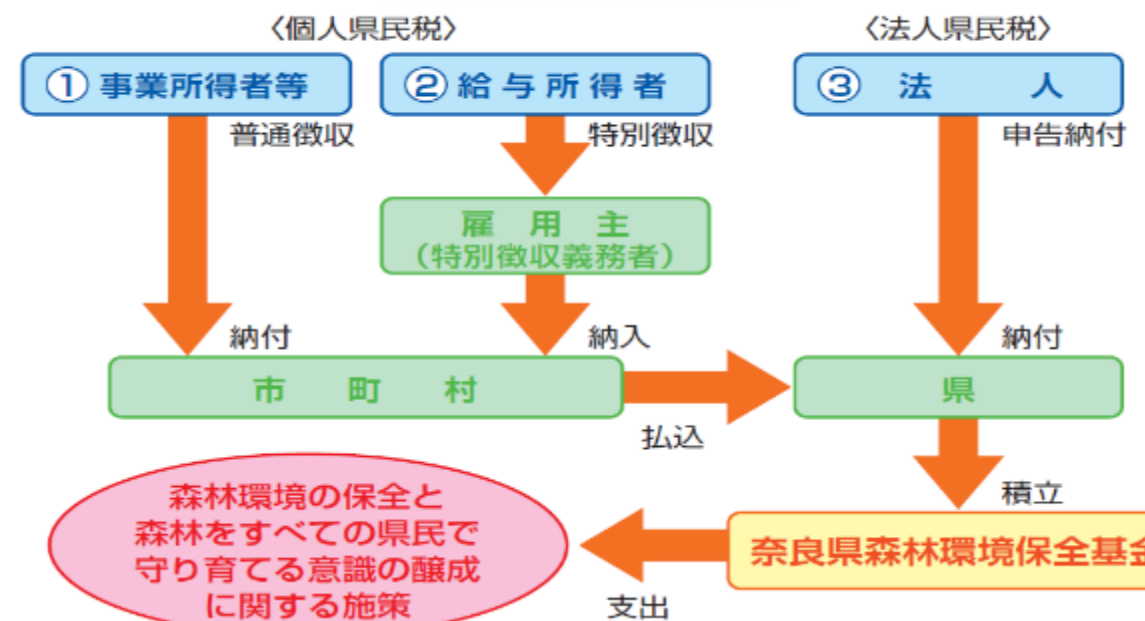 〈個人県民税〉
〈法人県民税〉
①事業所得者等
②給与所得者
③法人
普通徴収
特別徴収
申告納付
雇用主
（特別徴収義務者）
納付
納入
納付
市町村
県
払込
積立
森林環境の保全と
森林をすべての県民で
守り育てる意識の醸成
に関する施策
奈良県森林環境保全基金
支出